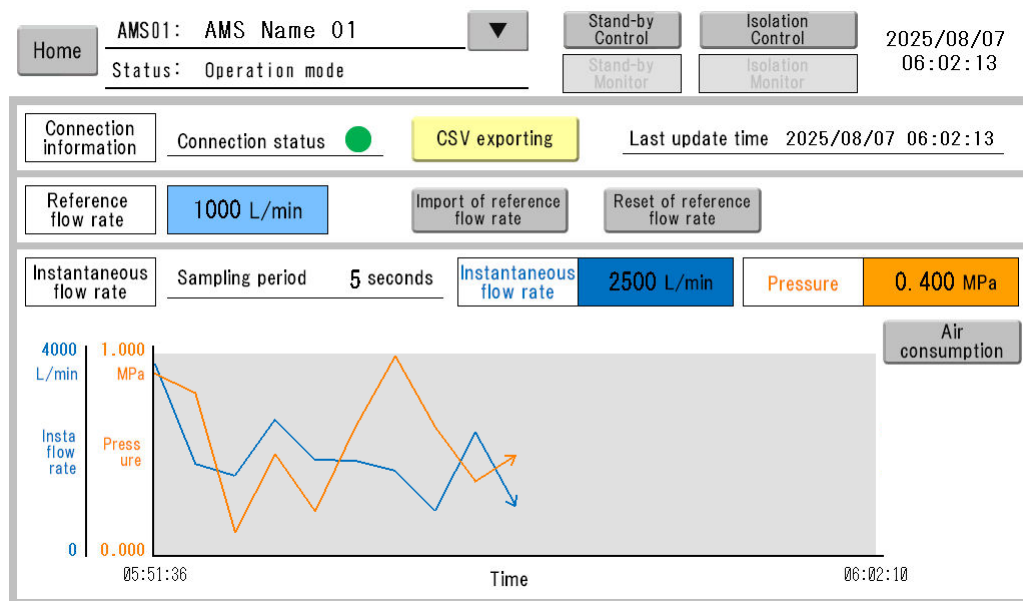 Home
AMS01: AMS Name 01
▼
Status: Operation mode
Stand-by
Control
Isolation
Control
Stand-by
Monitor
Isolation
Monitor
2025/08/07
06:02:13
Connection
information
Connection status
CSV exporting
Last update time 2025/08/07 06:02:13
Reference
flow rate
1000 L/min
Import of reference
flow rate
Reset of reference
flow rate
Instantaneous
flow rate
Sampling period 5 seconds
Instantaneous
flow rate
2500 L/min
Pressure
0.400 MPa
Air
consumption
4000
L/min
Insta
flow
rate
0
1.000
MPa
Press
ure
0.000
05:51:36
Time
06:02:10